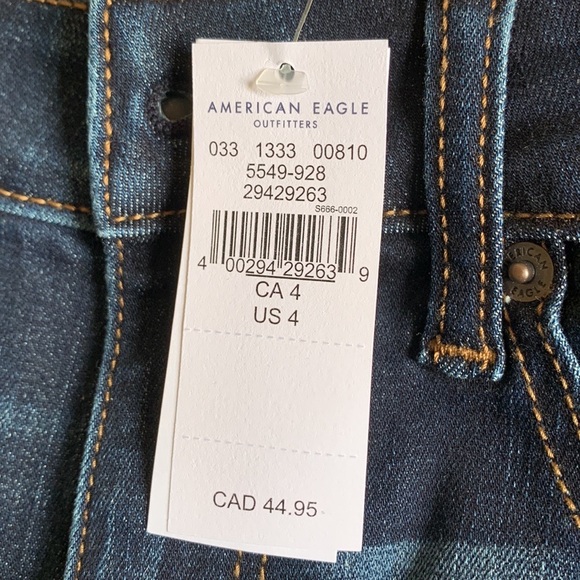 AMERICAN EAGLE
OUTFITTERS
033 1333 00810
5549-928
29429263
S666-0002
4 00294 29263 9
CA 4
US 4
CAD 44.95
AMERICAN
EAGLE